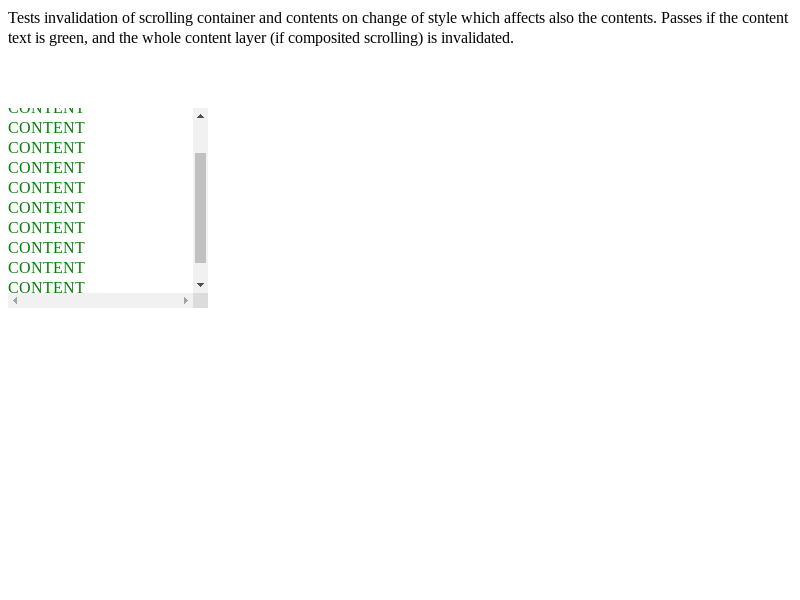 Tests invalidation of scrolling container and contents on change of style which affects also the contents. Passes if the content
text is green, and the whole content layer (if composited scrolling) is invalidated.
CONTENT
CONTENT
CONTENT
CONTENT
CONTENT
CONTENT
CONTENT
CONTENT
CONTENT
CONTENT